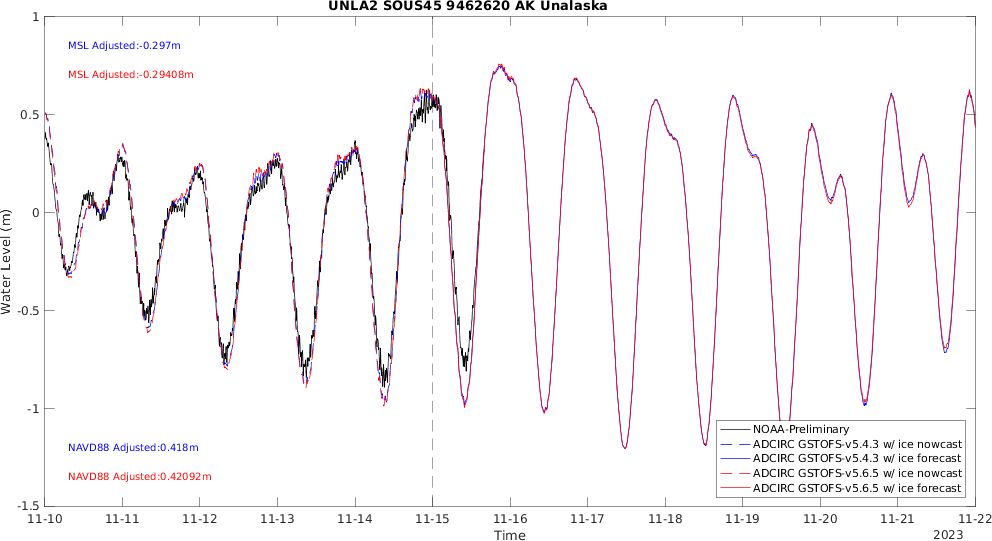 UNLA2 SOUS45 9462620 AK Unalaska
MSL Adjusted:-0.297m
MSL Adjusted:-0.29408m
Water Level (m)
1
0.5
0
-0.5
-1
-1.5
NAVD88 Adjusted:0.418m
NAVD88 Adjusted:0.42092m
NOAA-Preliminary
ADCIRC GSTOFS-v5.4.3 w/ ice nowcast
ADCIRC GSTOFS-v5.4.3 w/ ice forecast
ADCIRC GSTOFS-v5.6.5 w/ ice nowcast
ADCIRC GSTOFS-v5.6.5 w/ ice forecast
11-10 11-11 11-12 11-13 11-14 11-15 11-16 11-17 11-18 11-19 11-20 11-21 11-22
Time
2023